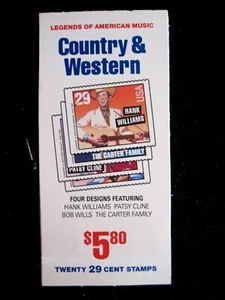 LEGENDS OF AMERICAN MUSIC
Country &
Western
29
USA
HANK
WILLIAMS
THE CARTER FAMILY
PATSY CLINE
FOUR DESIGNS FEATURING
HANK WILLIAMS PATSY CLINE
BOB WILLS THE CARTER FAMILY
$5.80
TWENTY 29 CENT STAMPS